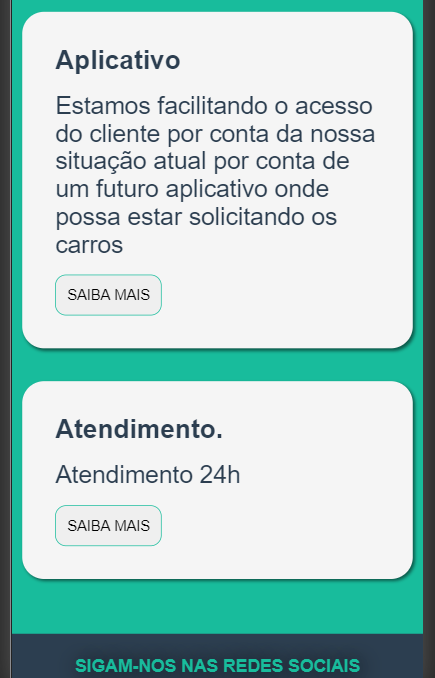 Aplicativo
Estamos facilitando o acesso
do cliente por conta da nossa
situação atual por conta de
um futuro aplicativo onde
possa estar solicitando os
carros
SAIBA MAIS
Atendimento.
Atendimento 24h
SAIBA MAIS
SIGAM-NOS NAS REDES SOCIAIS